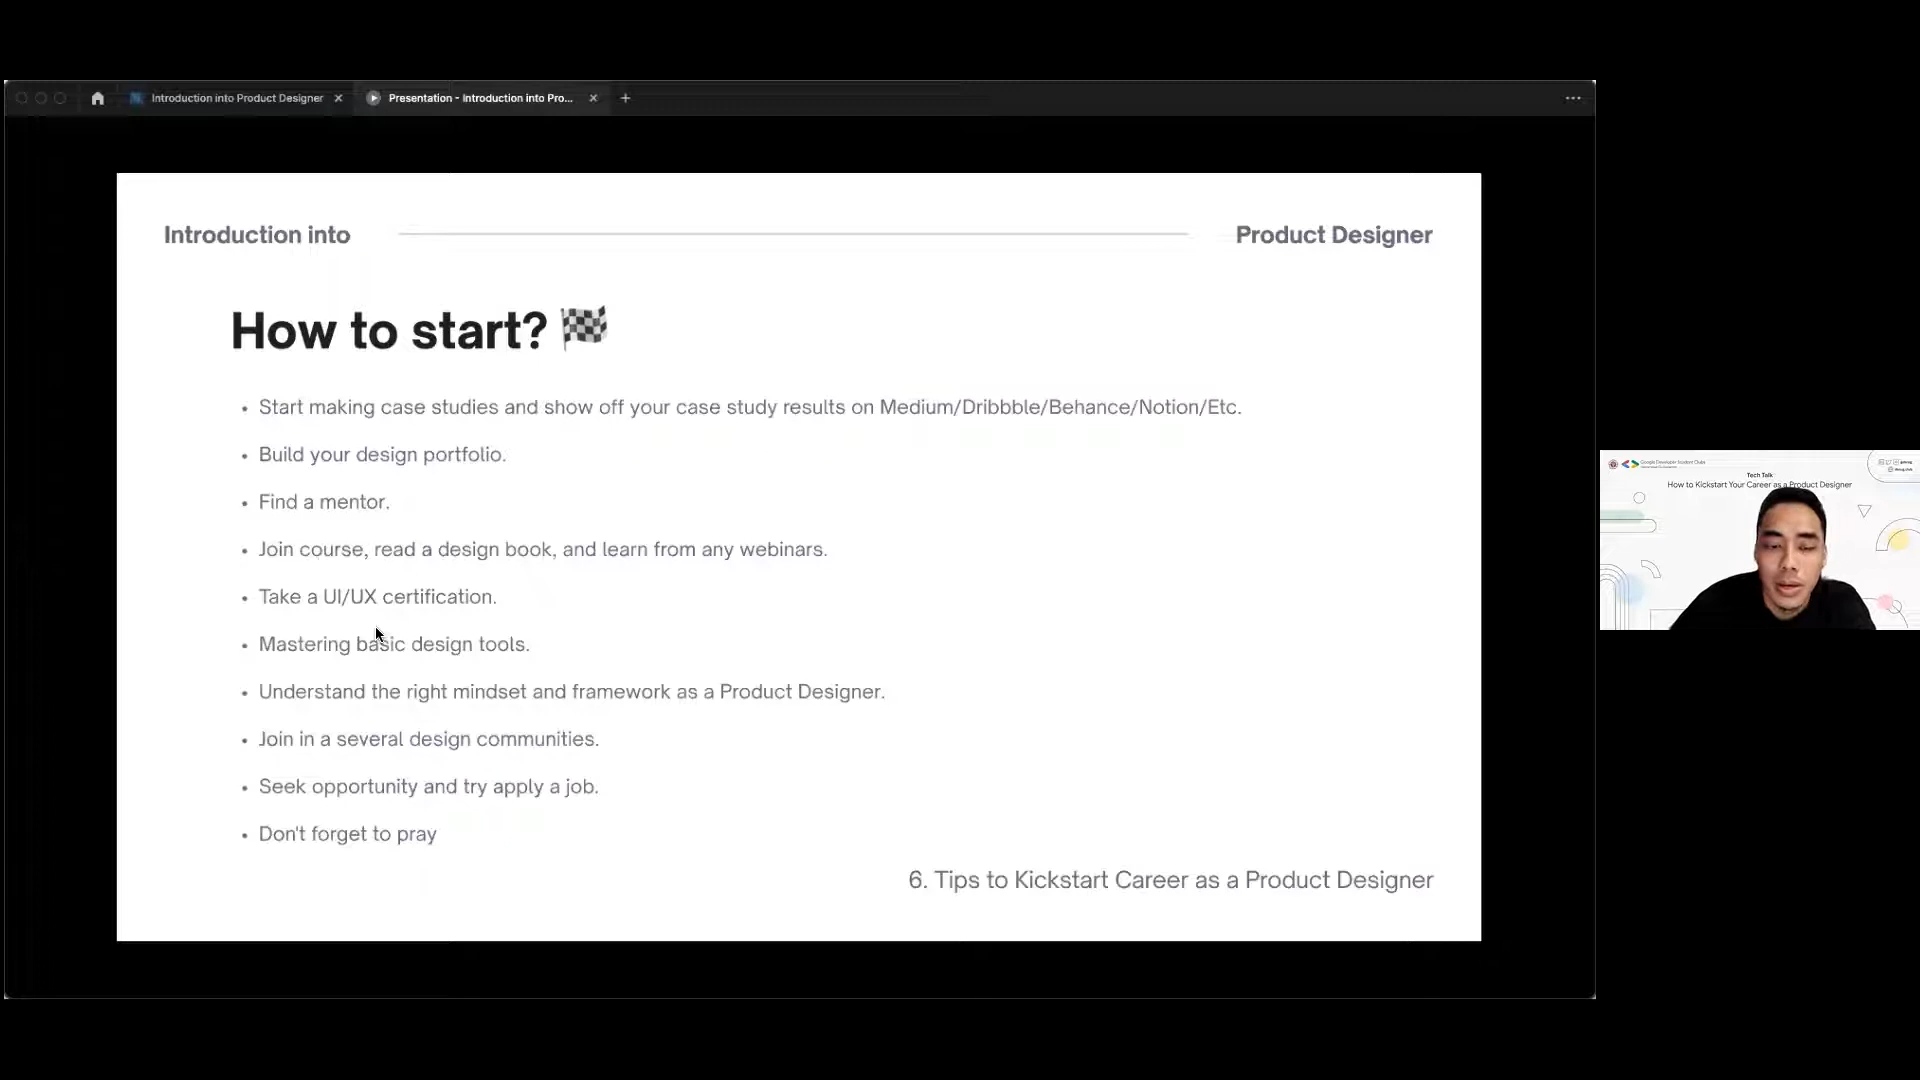 Introduction into Product Designer
Presentation - Introduction into Pro...
Introduction into
Product Designer
How to start?
• Start making case studies and show off your case study results on Medium/Dribbble/Behance/Notion/Etc.
• Build your design portfolio.
• Find a mentor.
• Join course, read a design book, and learn from any webinars.
• Take a UI/UX certification.
• Mastering basic design tools.
• Understand the right mindset and framework as a Product Designer.
• Join in a several design communities.
• Seek opportunity and try apply a job.
• Don't forget to pray
6. Tips to Kickstart Career as a Product Designer
Google Developer Student Clubs
Tech Talk
How to Kickstart Your Career as a Product Designer